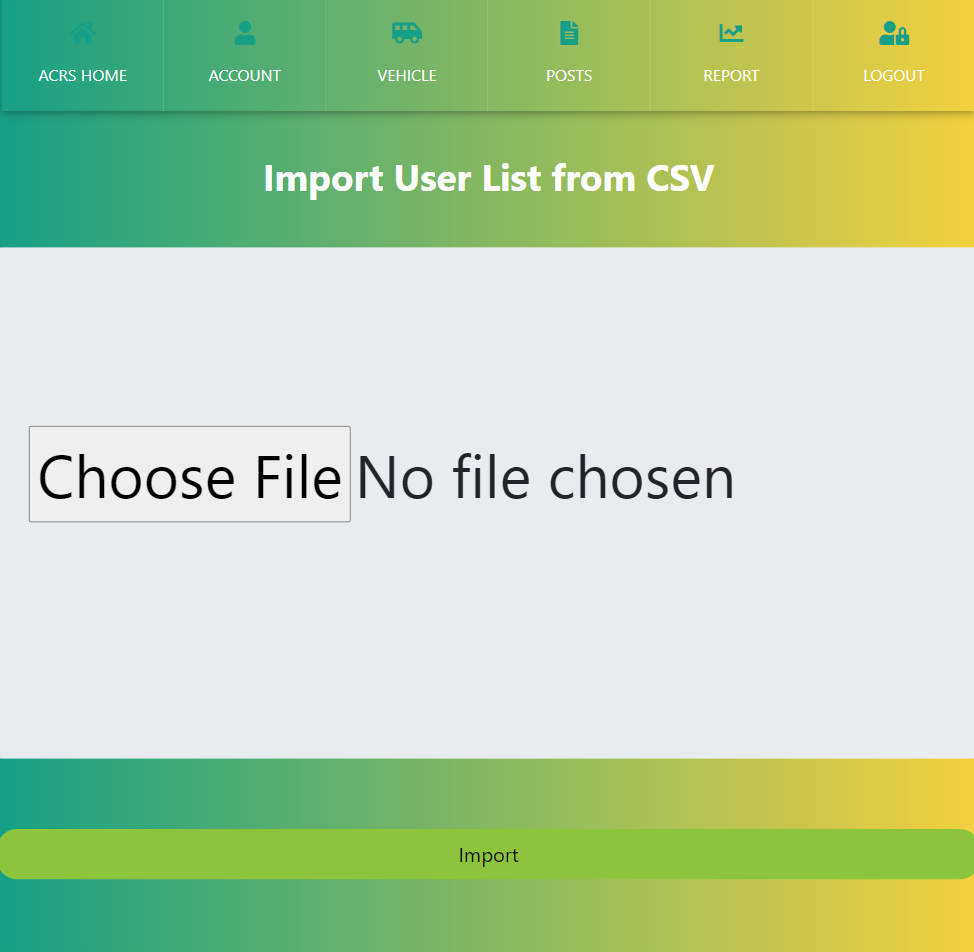 ACRS HOME ACCOUNT VEHICLE POSTS REPORT LOGOUT
Import User List from CSV
Choose File No file chosen
Import